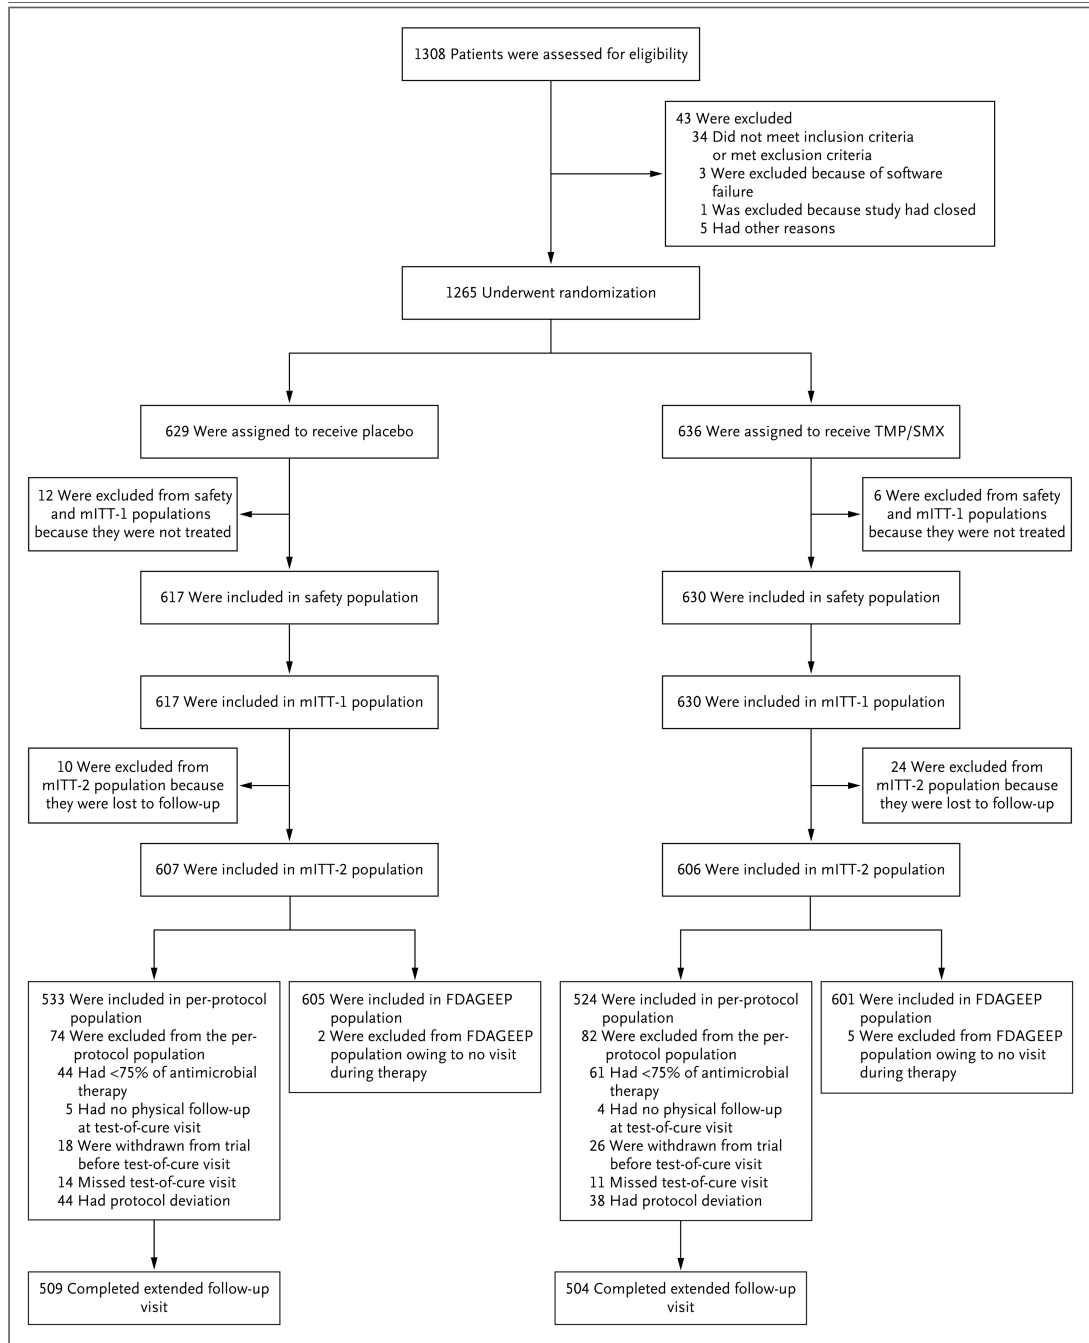 1308 Patients were assessed for eligibility
43 Were excluded
34 Did not meet inclusion criteria
or met exclusion criteria
3 Were excluded because of software
failure
1 Was excluded because study had closed
5 Had other reasons
1265 Underwent randomization
629 Were assigned to receive placebo
636 Were assigned to receive TMP/SMX
12 Were excluded from safety
and mITT-1 populations
because they were not treated
6 Were excluded from safety
and mITT-1 populations
because they were not treated
617 Were included in safety population
630 Were included in safety population
617 Were included in mITT-1 population
630 Were included in mITT-1 population
10 Were excluded from
mITT-2 population because
they were lost to follow-up
24 Were excluded from
mITT-2 population because
they were lost to follow-up
607 Were included in mITT-2 population
606 Were included in mITT-2 population
533 Were included in per-protocol
population
74 Were excluded from the per-
protocol population
44 Had <75% of antimicrobial
therapy
5 Had no physical follow-up
at test-of-cure visit
18 Were withdrawn from trial
before test-of-cure visit
14 Missed test-of-cure visit
44 Had protocol deviation
605 Were included in FDAGEEP
population
2 Were excluded from FDAGEEP
population owing to no visit
during therapy
524 Were included in per-protocol
population
82 Were excluded from the per-
protocol population
61 Had <75% of antimicrobial
therapy
4 Had no physical follow-up
at test-of-cure visit
26 Were withdrawn from trial
before test-of-cure visit
11 Missed test-of-cure visit
38 Had protocol deviation
601 Were included in FDAGEEP
population
5 Were excluded from FDAGEEP
population owing to no visit
during therapy
509 Completed extended follow-up
visit
504 Completed extended follow-up
visit